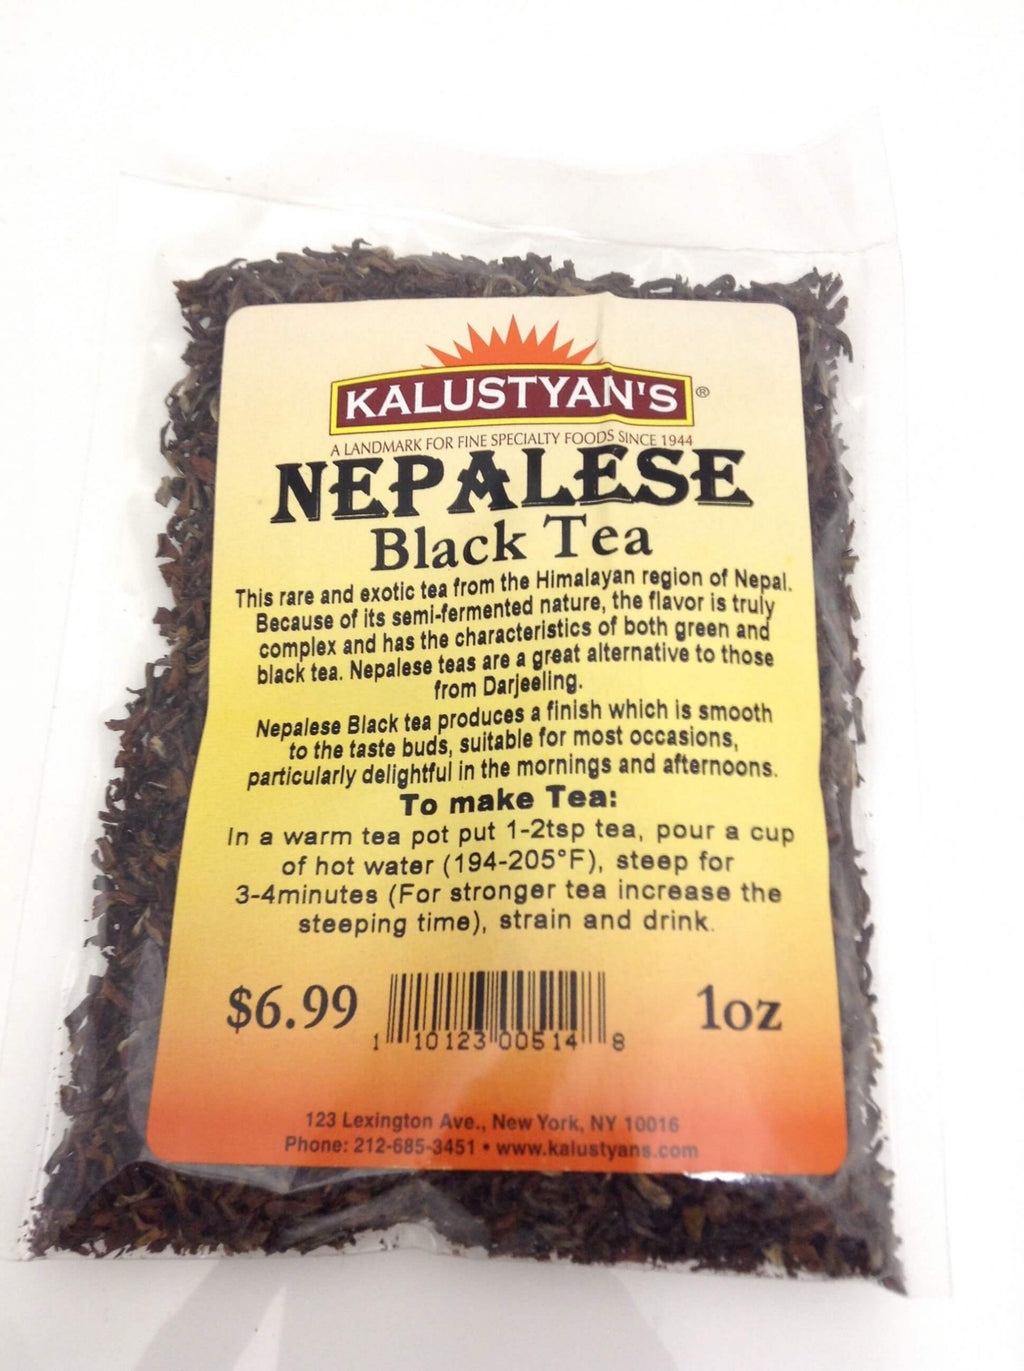 KALUSTYAN'S®
A LANDMARK FOR FINE SPECIALTY FOODS SINCE 1944
NEPALESE
Black Tea
This rare and exotic tea from the Himalayan region of Nepal.
Because of its semi-fermented nature, the flavor is truly
complex and has the characteristics of both green and
black tea. Nepalese teas are a great alternative to those
from Darjeeling.
Nepalese Black tea produces a finish which is smooth
to the taste buds, suitable for most occasions,
particularly delightful in the mornings and afternoons.
To make Tea:
In a warm tea pot put 1-2tsp tea, pour a cup
of hot water (194-205°F), steep for
3-4minutes (For stronger tea increase the
steeping time), strain and drink.
$6.99
1oz
1 10123 00514 8
123 Lexington Ave., New York, NY 10016
Phone: 212-685-3451 • www.kalustyans.com